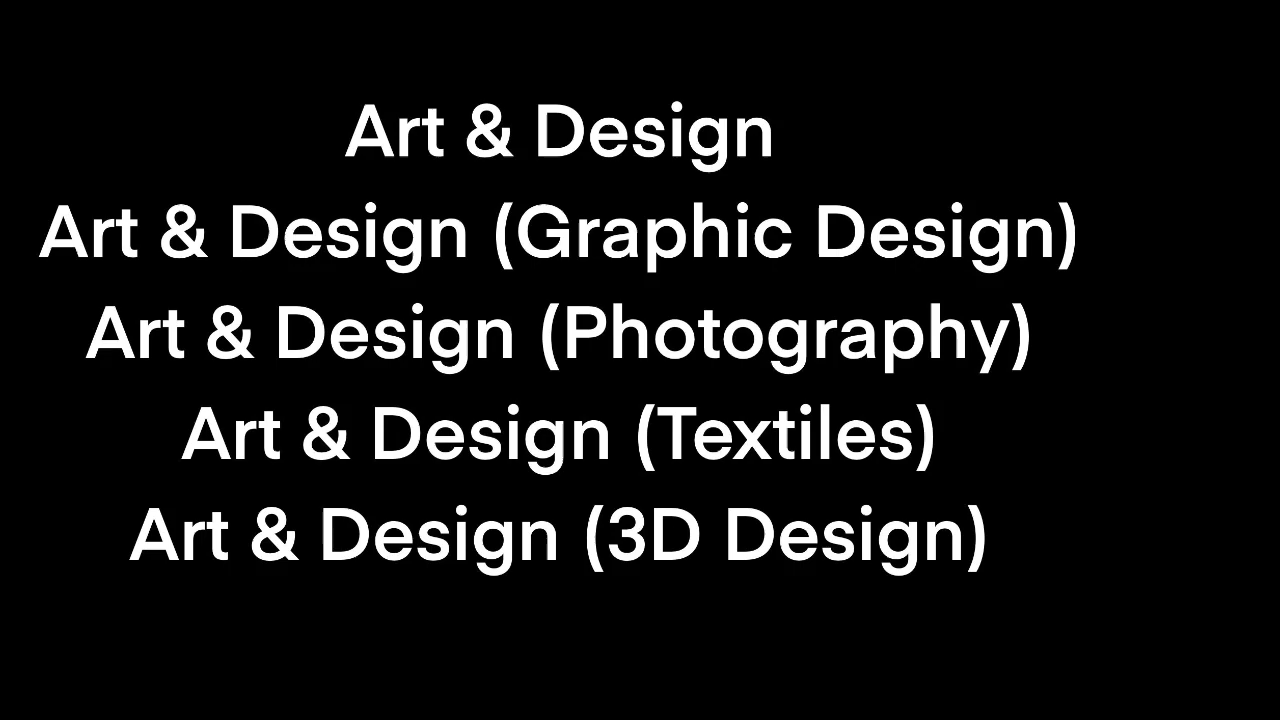 Art & Design
Art & Design (Graphic Design)
Art & Design (Photography)
Art & Design (Textiles)
Art & Design (3D Design)